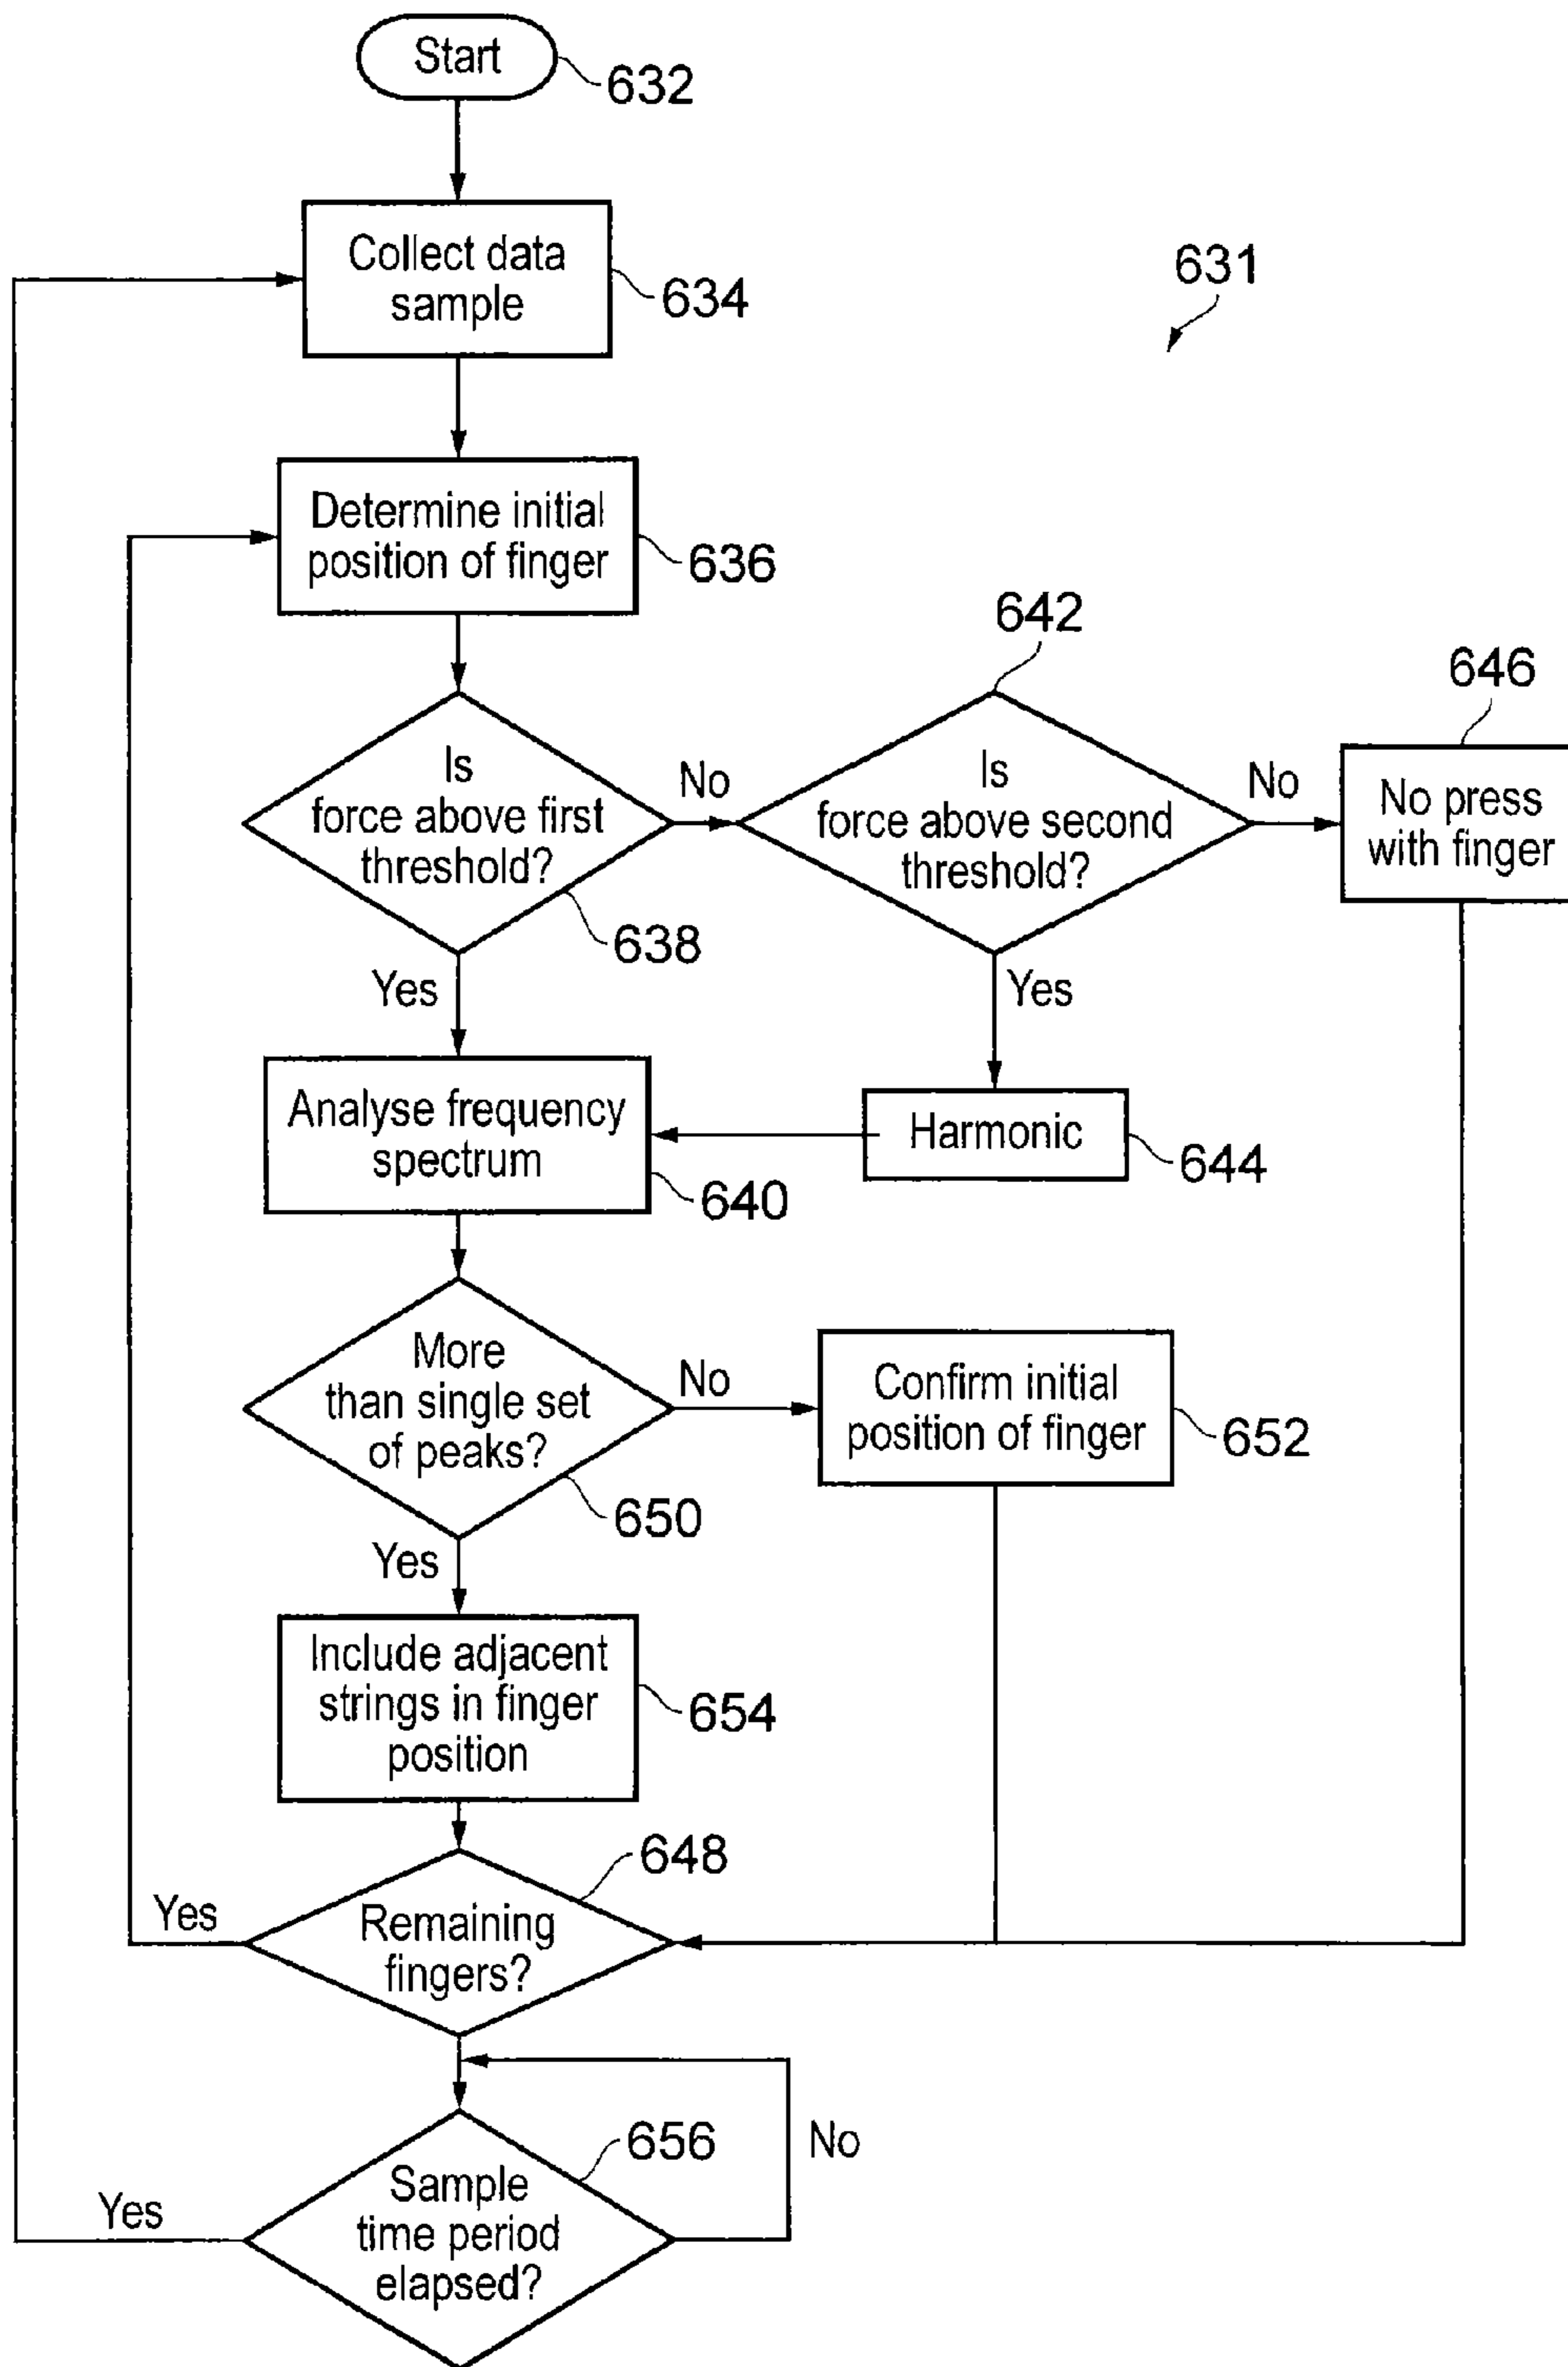 Start
632
Collect data
sample
634
631
Determine initial
position of finger
636
642
646
Is
force above first
threshold?
638
No
Is
force above second
threshold?
No
No press
with finger
Yes
Yes
Analyse frequency
spectrum
640
Harmonic
644
More
than single set
of peaks?
650
No
Confirm initial
position of finger
652
Yes
Include adjacent
strings in finger
position
654
648
Remaining
fingers?
Yes
656
No
Sample
time period
elapsed?
Yes